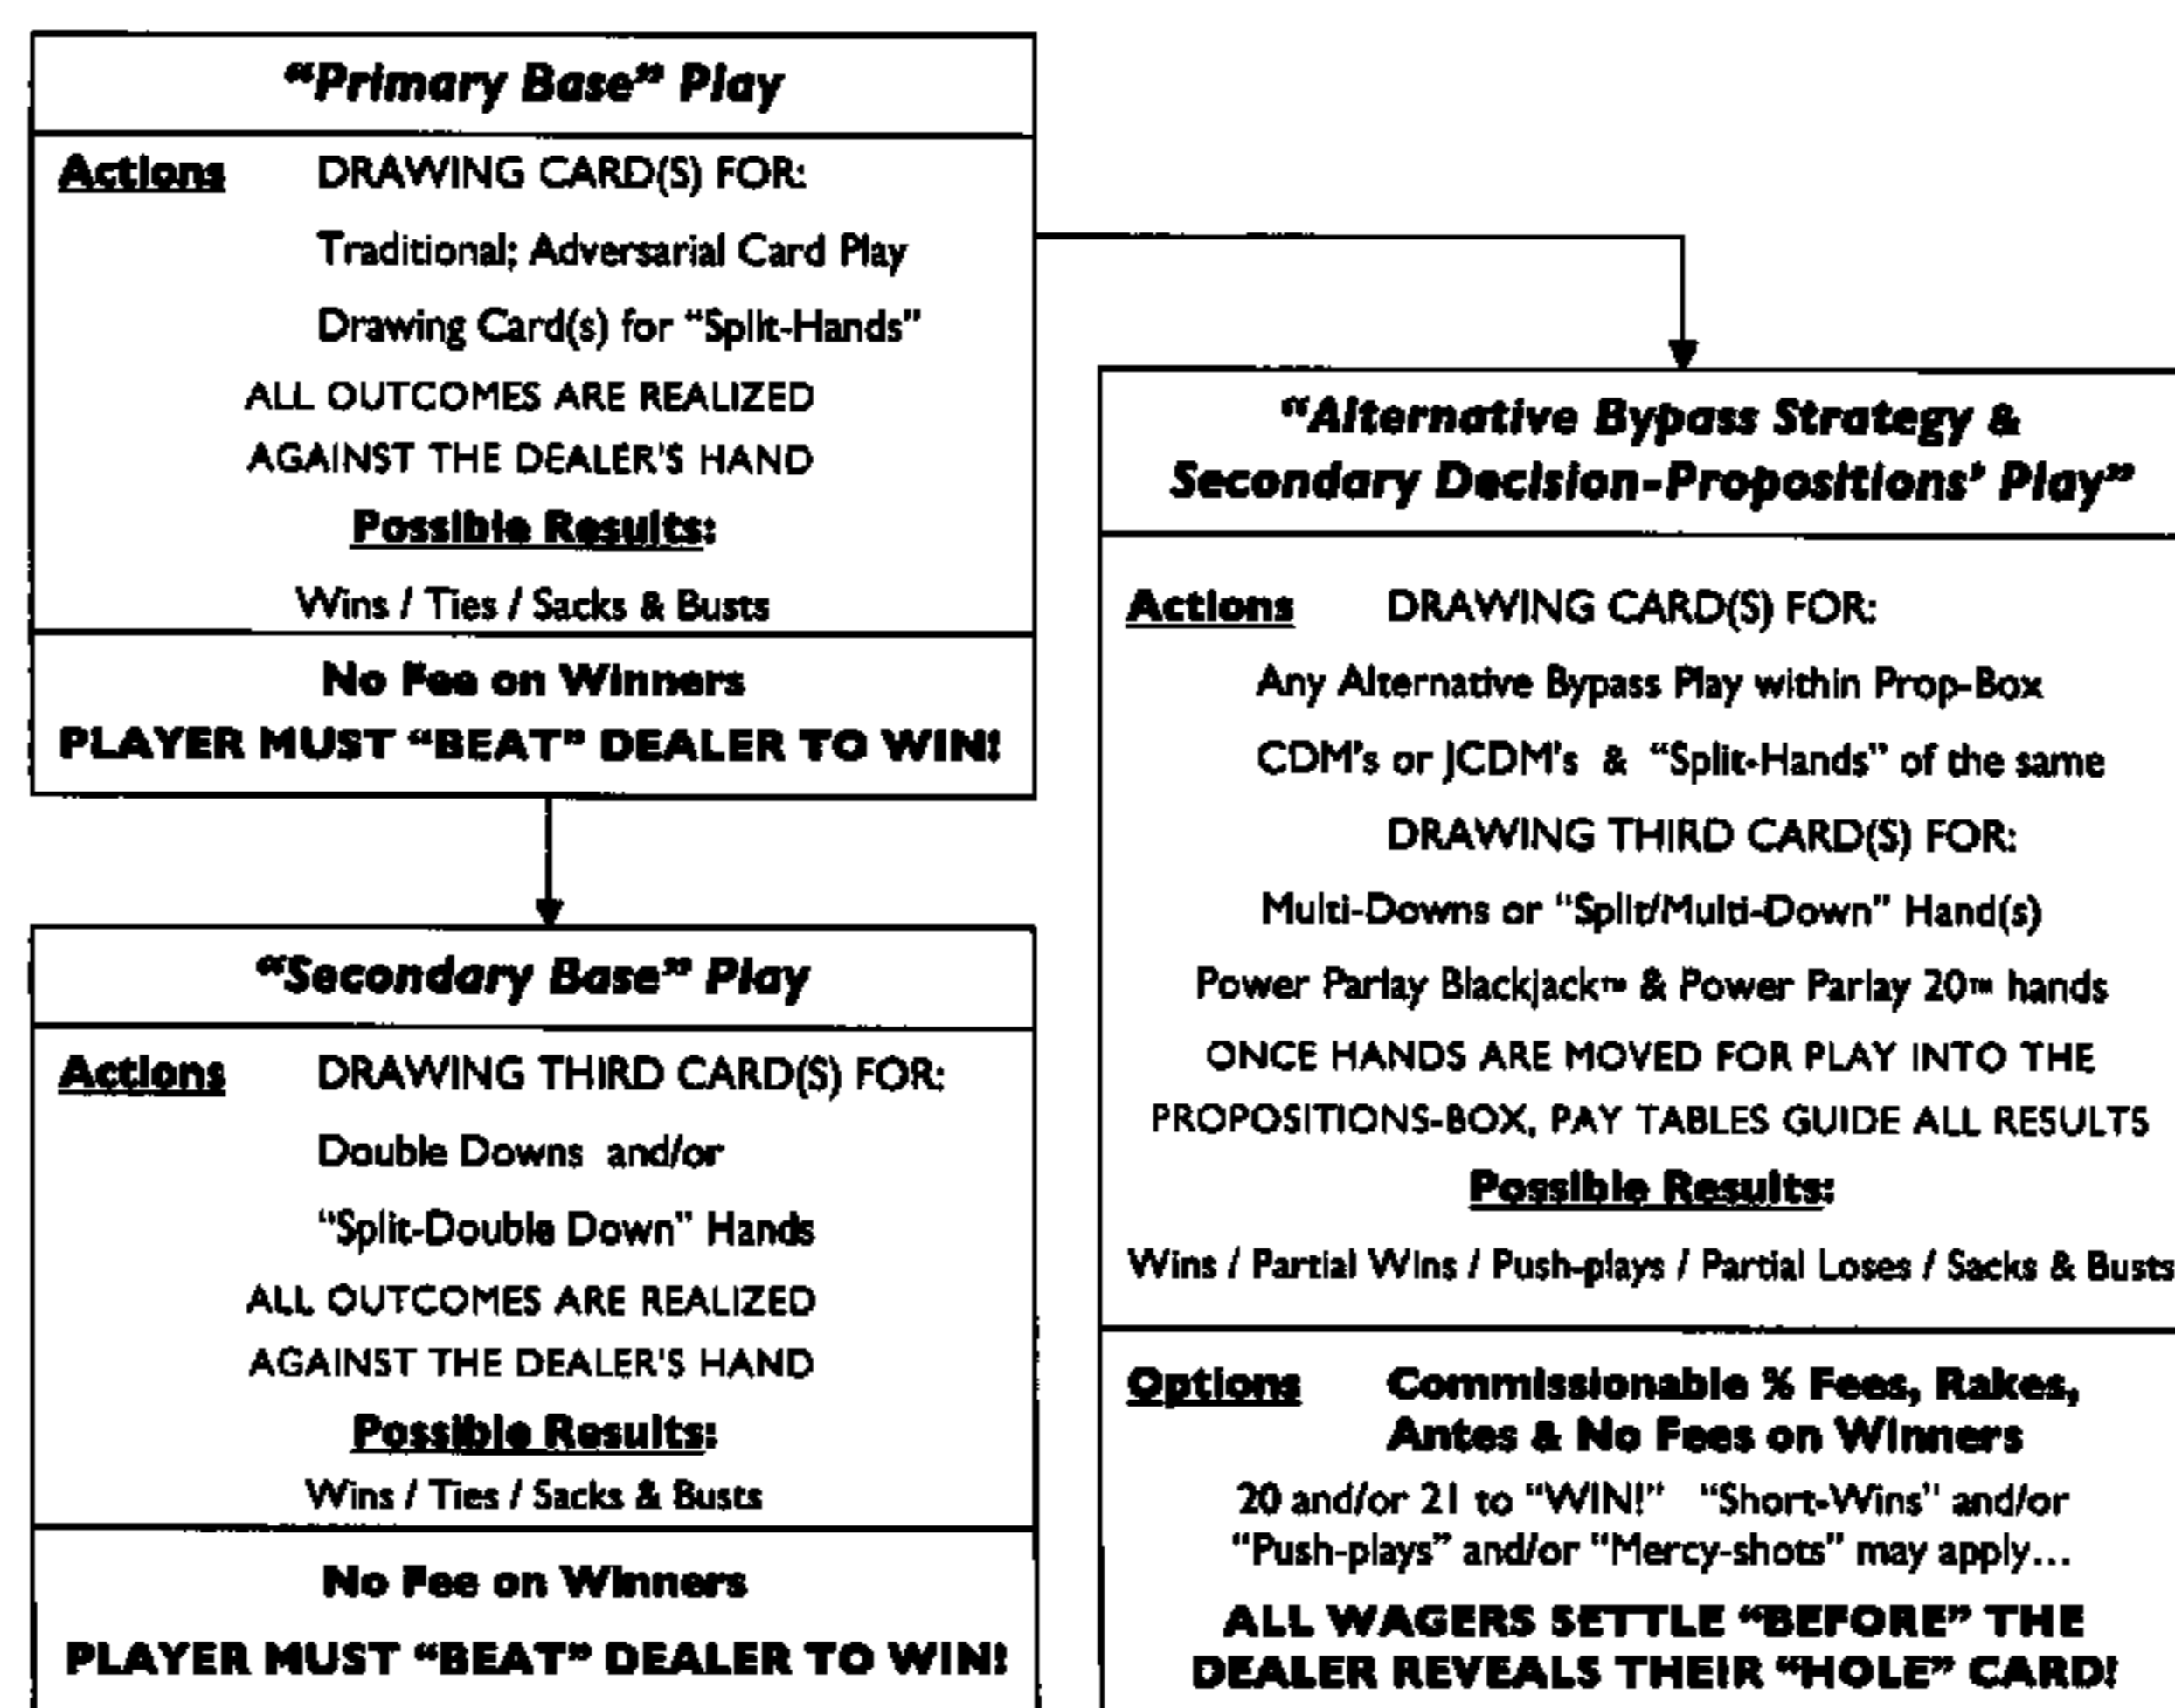 “Primary Base” Play
Actions DRAWING CARD(S) FOR:
Traditional; Adversarial Card Play
Drawing Card(s) for “Split-Hands”
ALL OUTCOMES ARE REALIZED
AGAINST THE DEALER'S HAND
Possible Results:
Wins / Ties / Sacks & Busts
No Fee on Winners
PLAYER MUST “BEAT” DEALER TO WIN!
“Secondary Base” Play
Actions DRAWING THIRD CARD(S) FOR:
Double Downs and/or
“Split-Double Down” Hands
ALL OUTCOMES ARE REALIZED
AGAINST THE DEALER'S HAND
Possible Results:
Wins / Ties / Sacks & Busts
No Fee on Winners
PLAYER MUST “BEAT” DEALER TO WIN!
“Alternative Bypass Strategy &
Secondary Decision-Propositions' Play”
Actions DRAWING CARD(S) FOR:
Any Alternative Bypass Play within Prop-Box
CDM's or JCDM's & “Split-Hands” of the same
DRAWING THIRD CARD(S) FOR:
Multi-Downs or “Split/Multi-Down” Hand(s)
Power Parlay Blackjack™ & Power Parlay 20™ hands
ONCE HANDS ARE MOVED FOR PLAY INTO THE
PROPOSITIONS-BOX, PAY TABLES GUIDE ALL RESULTS
Possible Results:
Wins / Partial Wins / Push-plays / Partial Loses / Sacks & Busts
Options Commissionable % Fees, Rakes,
Antes & No Fees on Winners
20 and/or 21 to “WIN!” “Short-Wins” and/or
“Push-plays” and/or “Mercy-shots” may apply...
ALL WAGERS SETTLE “BEFORE” THE
DEALER REVEALS THEIR “HOLE” CARD!